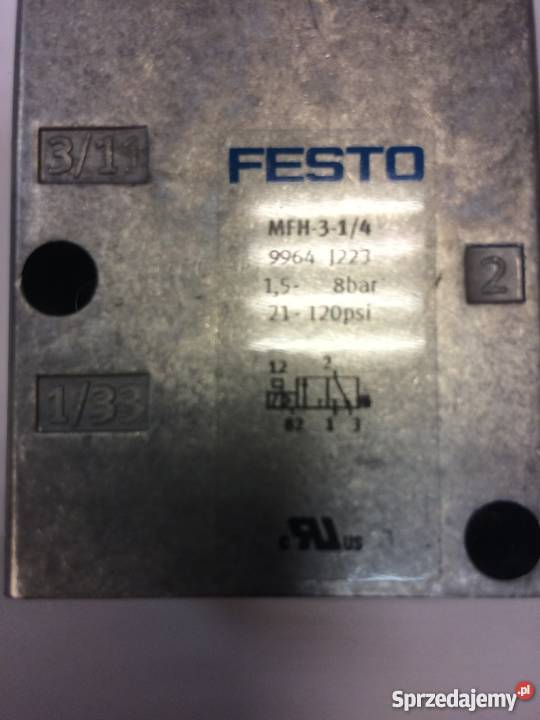 3/11
FESTO
MFH-3-1/4
9964 J223
1,5- 8bar
21- 120psi
2
12 2
1/33
82 1 3
c RU US
Sprzedajemy.pl